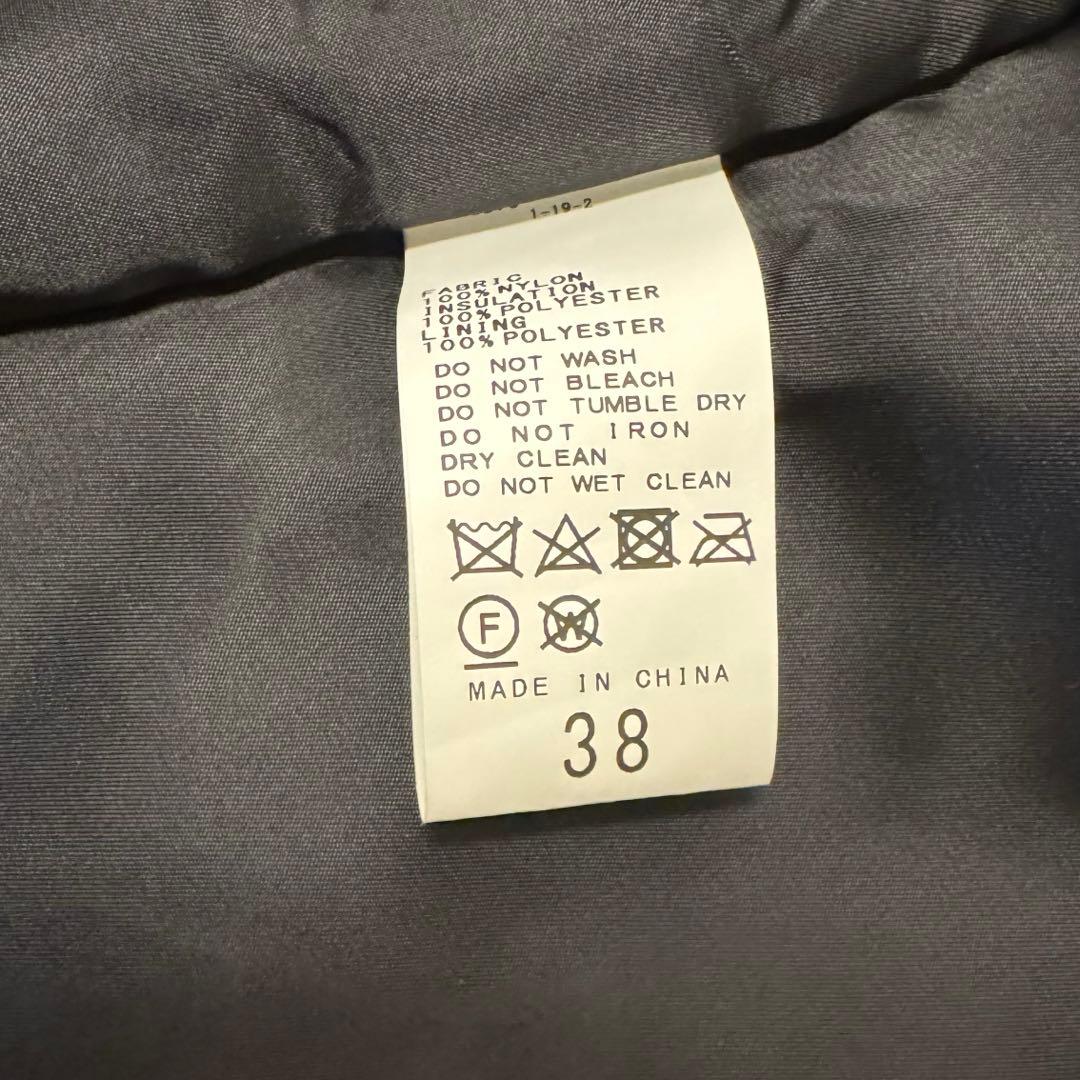 1-19-2
FABRIC
100% NYLON
INSULATION
100% POLYESTER
LINING
100% POLYESTER
DO NOT WASH
DO NOT BLEACH
DO NOT TUMBLE DRY
DO NOT IRON
DRY CLEAN
DO NOT WET CLEAN
F W
MADE IN CHINA
38